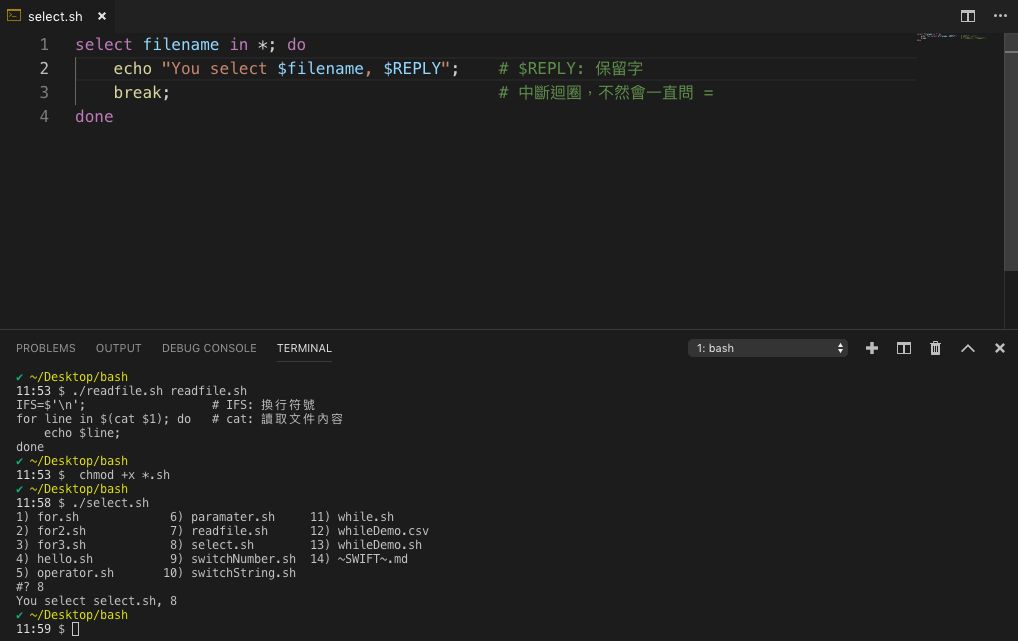 select.sh
1 select filename in *; do
2     echo "You select $filename, $REPLY";    # $REPLY: 保留字
3     break;                                  # 中斷迴圈，不然會一直問 =
4 done
PROBLEMS OUTPUT DEBUG CONSOLE TERMINAL 1: bash
✔ ~/Desktop/bash
11:53 $ ./readfile.sh readfile.sh
IFS=$'\n';                  # IFS: 換行符號
for line in $(cat $1); do   # cat: 讀取文件內容
    echo $line;
done
✔ ~/Desktop/bash
11:53 $  chmod +x *.sh
✔ ~/Desktop/bash
11:58 $ ./select.sh
1) for.sh             6) paramater.sh     11) while.sh
2) for2.sh            7) readfile.sh      12) whileDemo.csv
3) for3.sh            8) select.sh        13) whileDemo.sh
4) hello.sh           9) switchNumber.sh  14) ~SWIFT~.md
5) operator.sh       10) switchString.sh
#? 8
You select select.sh, 8
✔ ~/Desktop/bash
11:59 $